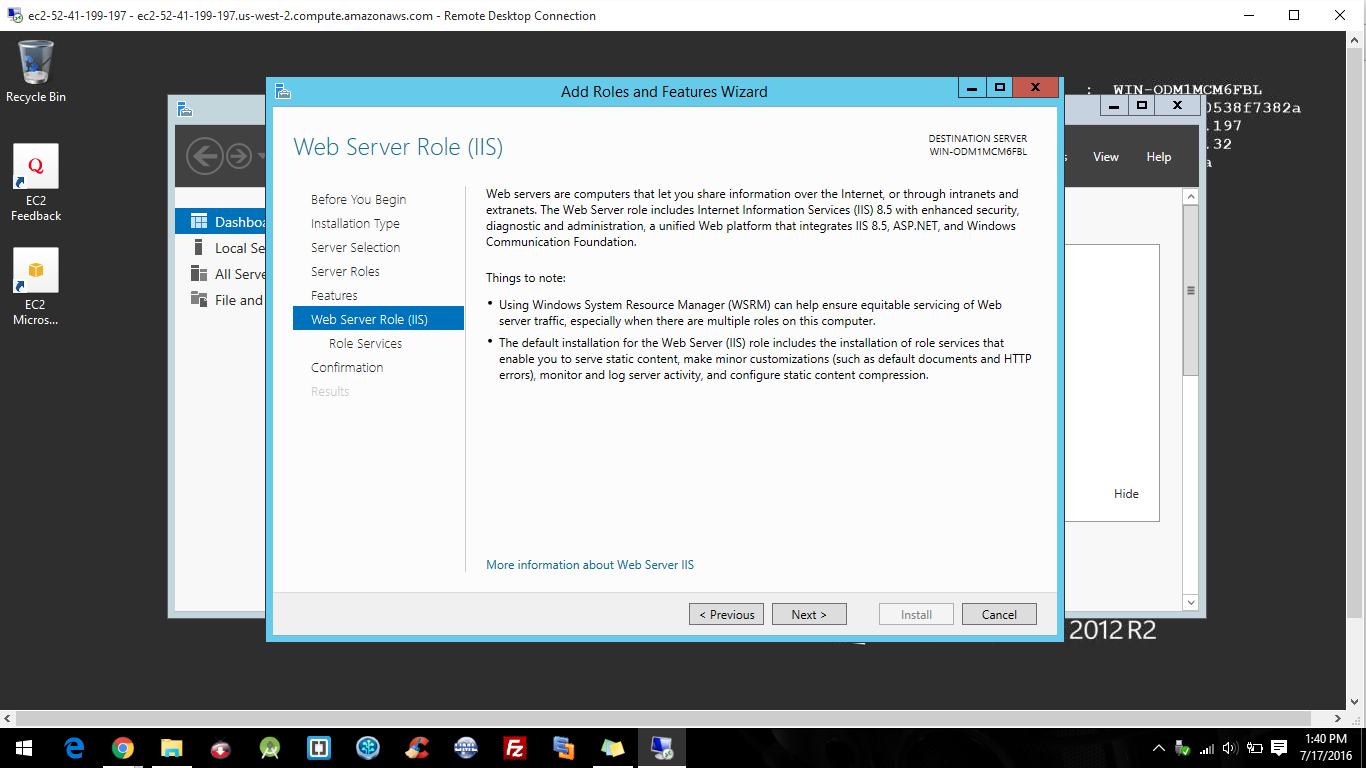 ec2-52-41-199-197 - ec2-52-41-199-197.us-west-2.compute.amazonaws.com - Remote Desktop Connection
Recycle Bin
EC2
Feedback
EC2
Micros...
: WIN-ODM1MCM6FBL
0538f7382a
.197
.32
Add Roles and Features Wizard
View
Help
Dashbo
Local Se
All Serve
File and
Hide
Web Server Role (IIS)
DESTINATION SERVER
WIN-ODM1MCM6FBL
Before You Begin
Installation Type
Server Selection
Server Roles
Features
Web Server Role (IIS)
Role Services
Confirmation
Results
Web servers are computers that let you share information over the Internet, or through intranets and
extranets. The Web Server role includes Internet Information Services (IIS) 8.5 with enhanced security,
diagnostic and administration, a unified Web platform that integrates IIS 8.5, ASP.NET, and Windows
Communication Foundation.
Things to note:
• Using Windows System Resource Manager (WSRM) can help ensure equitable servicing of Web
server traffic, especially when there are multiple roles on this computer.
• The default installation for the Web Server (IIS) role includes the installation of role services that
enable you to serve static content, make minor customizations (such as default documents and HTTP
errors), monitor and log server activity, and configure static content compression.
More information about Web Server IIS
< Previous
Next >
Install
Cancel
2012 R2
1:40 PM
7/17/2016